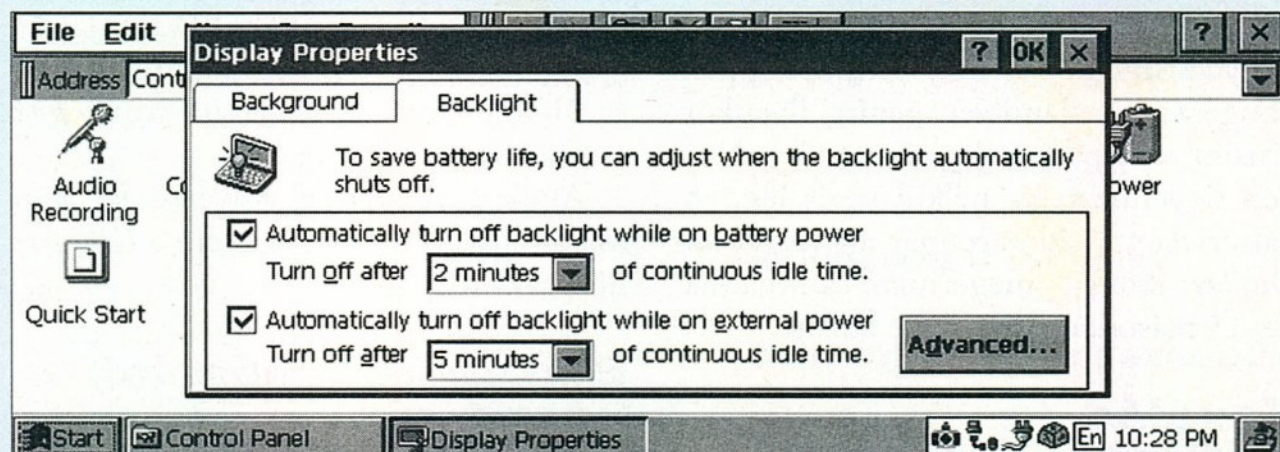 File Edit
Display Properties ? OK ×
? ×
Address Cont
Background Backlight
To save battery life, you can adjust when the backlight automatically
shuts off.
Audio
Recording
Quick Start
Automatically turn off backlight while on battery power
Turn off after 2 minutes of continuous idle time.
Automatically turn off backlight while on external power
Turn off after 5 minutes of continuous idle time.
Advanced...
ower
Start Control Panel Display Properties En 10:28 PM